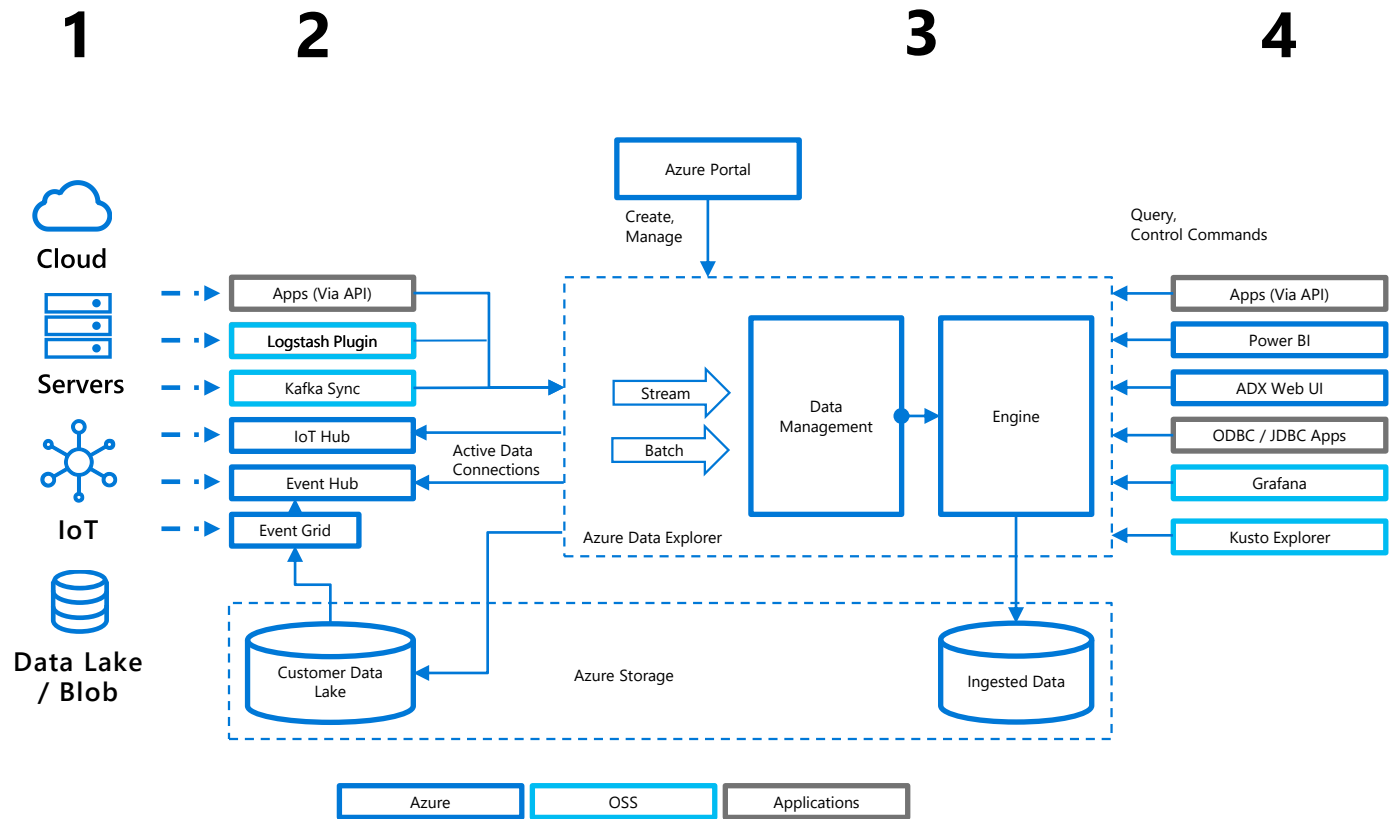 1
2
3
4
Azure Portal
Create,
Manage
Query,
Control Commands
Cloud
Servers
IoT
Data Lake
/ Blob
Apps (Via API)
Logstash Plugin
Kafka Sync
IoT Hub
Event Hub
Event Grid
Active Data
Connections
Stream
Batch
Data
Management
Engine
Azure Data Explorer
Apps (Via API)
Power BI
ADX Web UI
ODBC / JDBC Apps
Grafana
Kusto Explorer
Customer Data
Lake
Azure Storage
Ingested Data
Azure
OSS
Applications